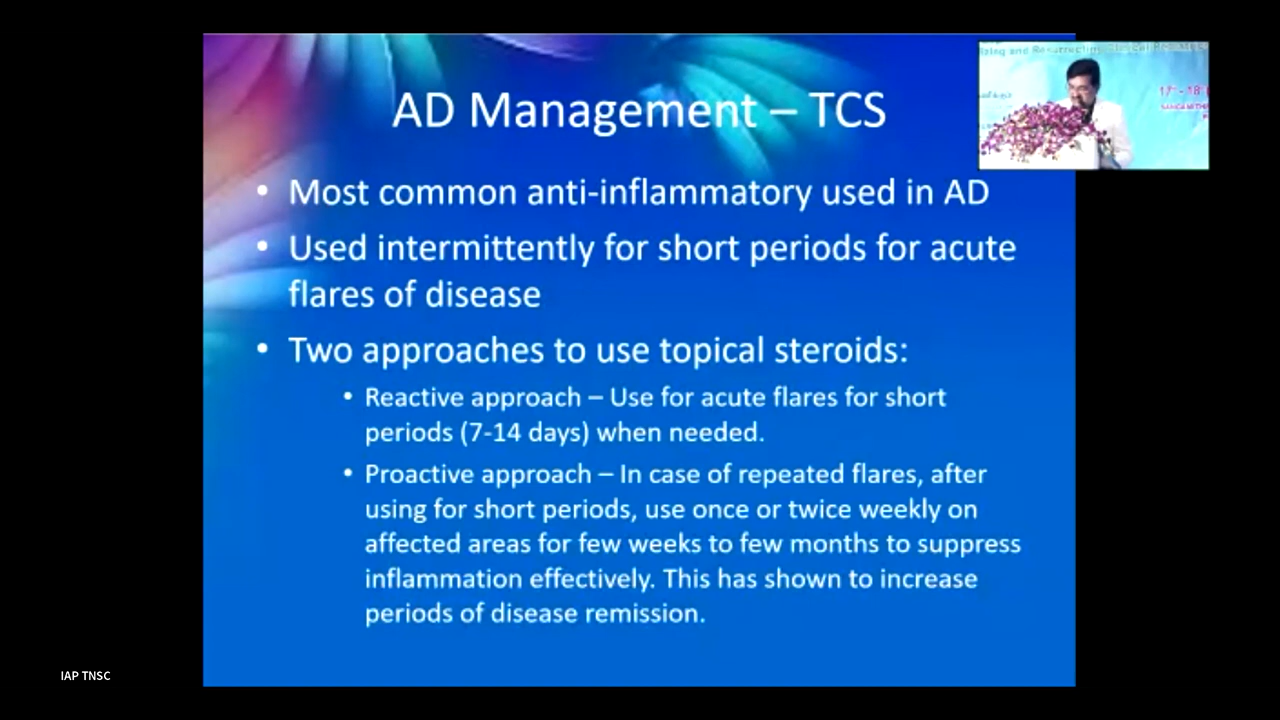 AD Management – TCS
• Most common anti-inflammatory used in AD
• Used intermittently for short periods for acute
flares of disease
• Two approaches to use topical steroids:
• Reactive approach – Use for acute flares for short
periods (7-14 days) when needed.
• Proactive approach – In case of repeated flares, after
using for short periods, use once or twice weekly on
affected areas for few weeks to few months to suppress
inflammation effectively. This has shown to increase
periods of disease remission.
and Resurrecting
17th - 18th
IAP TNSC